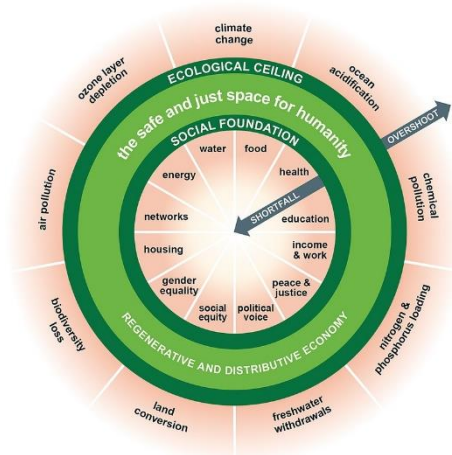 climate
change
ozone layer
depletion
ocean
acidification
ECOLOGICAL CEILING
the safe and just space for humanity
OVERSHOOT
SOCIAL FOUNDATION
water
food
energy
health
air pollution
chemical
pollution
SHORTFALL
networks
education
housing
income
& work
gender
equality
peace &
justice
social
equity
political
voice
biodiversity
loss
nitrogen &
phosphorus loading
REGENERATIVE AND DISTRIBUTIVE ECONOMY
land
conversion
freshwater
withdrawals